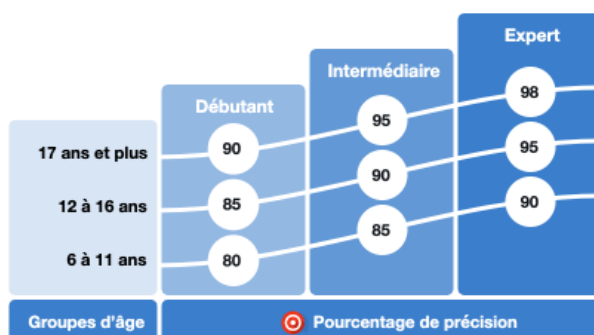 Expert
Intermédiaire
Débutant
17 ans et plus 90 95 98
12 à 16 ans 85 90 95
6 à 11 ans 80 85 90
Groupes d'âge Pourcentage de précision